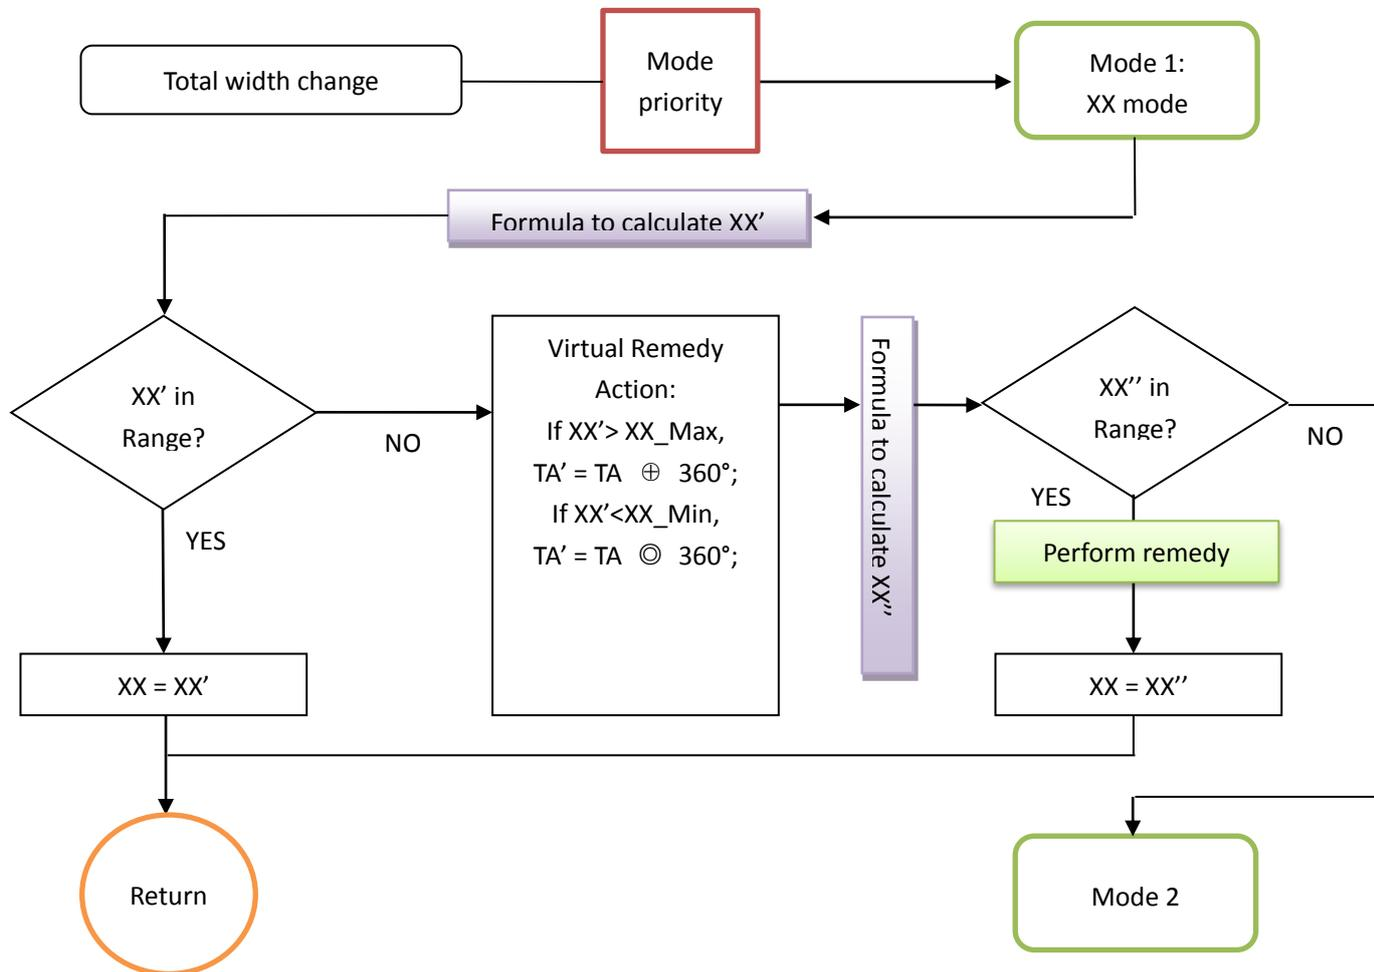 Total width change
Mode
priority
Mode 1:
XX mode
Formula to calculate XX’
XX’ in
Range?
NO
YES
Virtual Remedy
Action:
If XX’> XX_Max,
TA’ = TA ⊕ 360°;
If XX’<XX_Min,
TA’ = TA ◎ 360°;
Formula to calculate XX’’
XX’’ in
Range?
NO
YES
Perform remedy
XX = XX’
XX = XX’’
Return
Mode 2